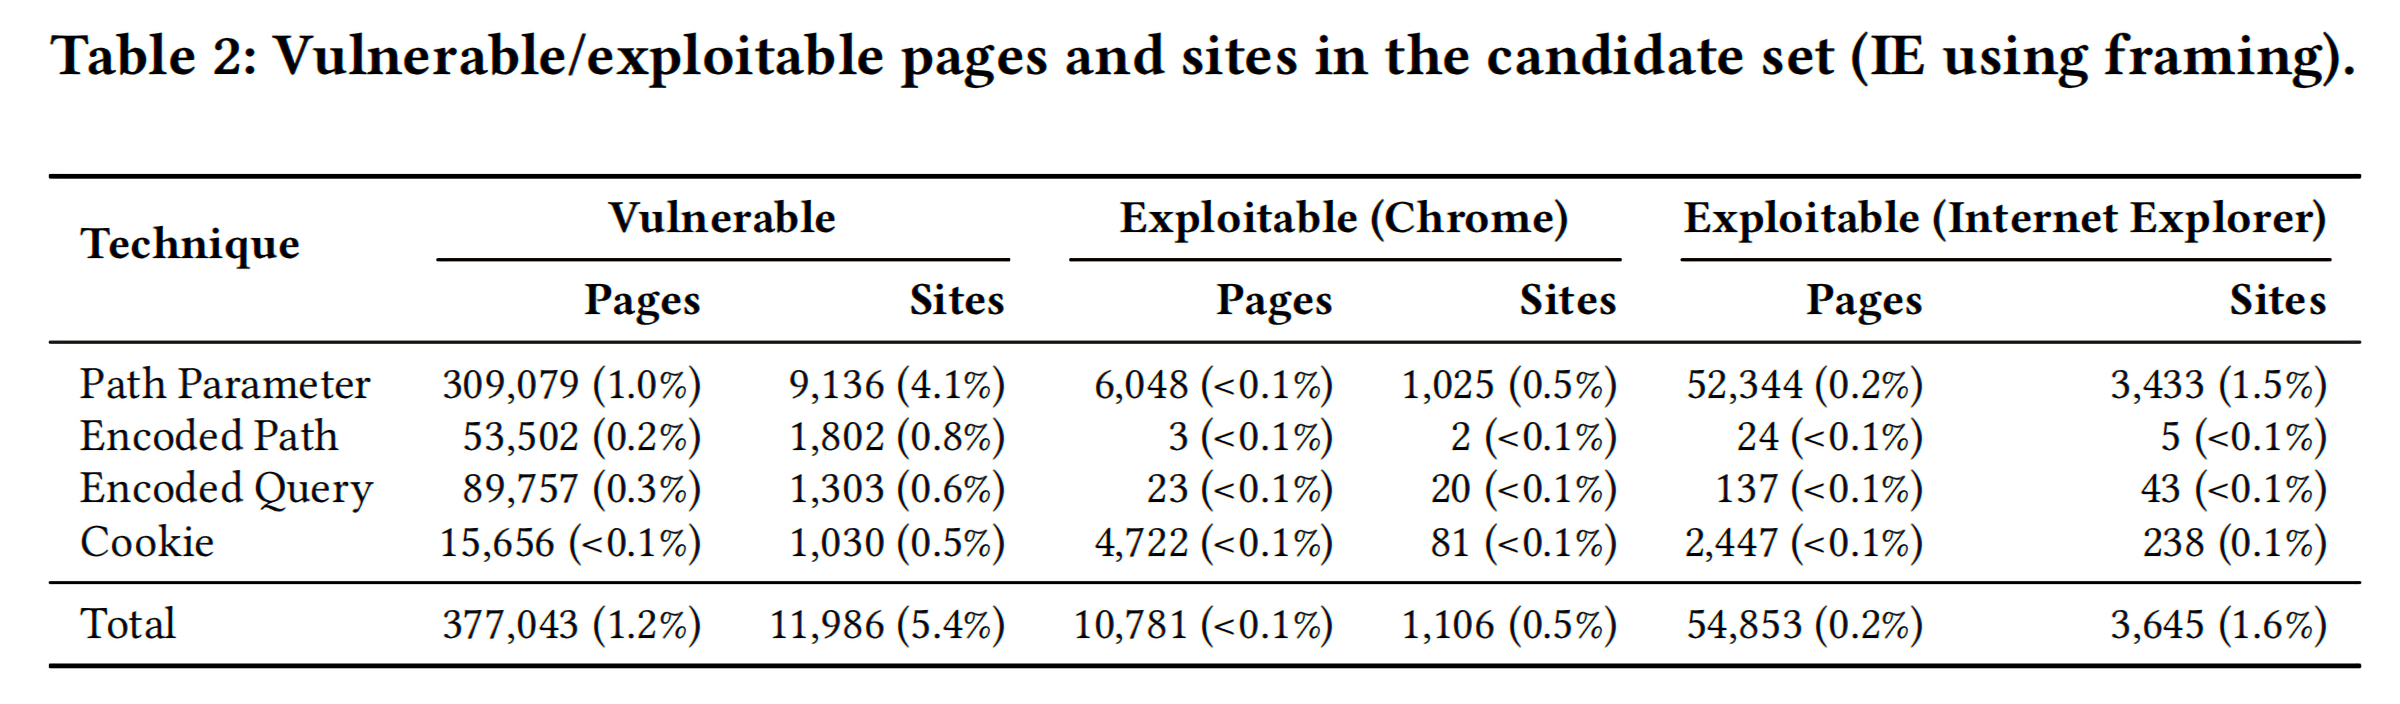 Table 2: Vulnerable/exploitable pages and sites in the candidate set (IE using framing).
Technique Vulnerable Exploitable (Chrome) Exploitable (Internet Explorer)
Pages Sites Pages Sites Pages Sites
Path Parameter 309,079 (1.0%) 9,136 (4.1%) 6,048 (<0.1%) 1,025 (0.5%) 52,344 (0.2%) 3,433 (1.5%)
Encoded Path 53,502 (0.2%) 1,802 (0.8%) 3 (<0.1%) 2 (<0.1%) 24 (<0.1%) 5 (<0.1%)
Encoded Query 89,757 (0.3%) 1,303 (0.6%) 23 (<0.1%) 20 (<0.1%) 137 (<0.1%) 43 (<0.1%)
Cookie 15,656 (<0.1%) 1,030 (0.5%) 4,722 (<0.1%) 81 (<0.1%) 2,447 (<0.1%) 238 (0.1%)
Total 377,043 (1.2%) 11,986 (5.4%) 10,781 (<0.1%) 1,106 (0.5%) 54,853 (0.2%) 3,645 (1.6%)